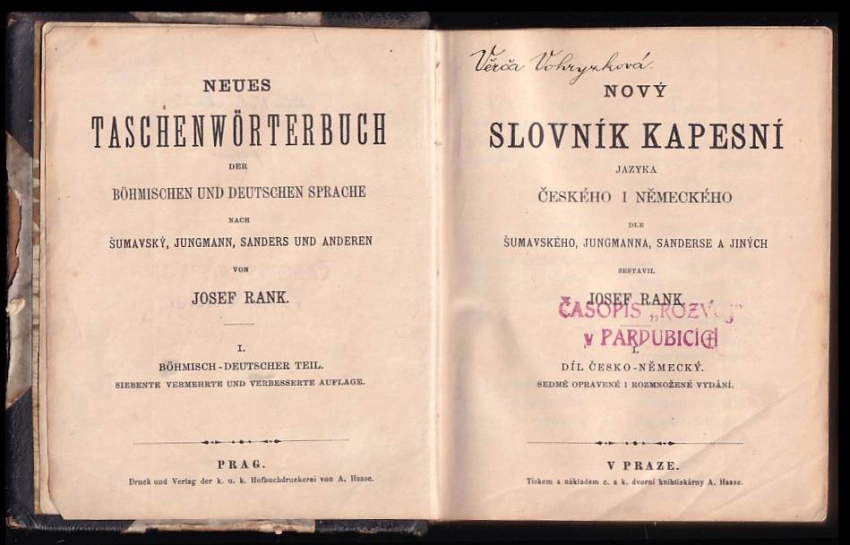 NEUES
TASCHENWÖRTERBUCH
DER
BÖHMISCHEN UND DEUTSCHEN SPRACHE
NACH
ŠUMAVSKÝ, JUNGMANN, SANDERS UND ANDEREN
VON
JOSEF RANK.
I.
BÖHMISCH-DEUTSCHER TEIL.
SIEBENTE VERMEHRTE UND VERBESSERTE AUFLAGE.
PRAG.
Druck und Verlag der k. u. k. Hofbuchdruckerei von A. Haase.
Věrča Vohryzková.
NOVÝ
SLOVNÍK KAPESNÍ
JAZYKA
ČESKÉHO I NĚMECKÉHO
DLE
ŠUMAVSKÉHO, JUNGMANNA, SANDERSE A JINÝCH
SESTAVIL
JOSEF RANK.
ČASOPIS „ROZVOJ"
v PARDUBICÍCH
I.
DÍL ČESKO-NĚMECKÝ.
SEDMÉ OPRAVENÉ I ROZMNOŽENÉ VYDÁNÍ.
V PRAZE.
Tiskem a nákladem c. a k. dvorní knihtiskárny A. Haase.